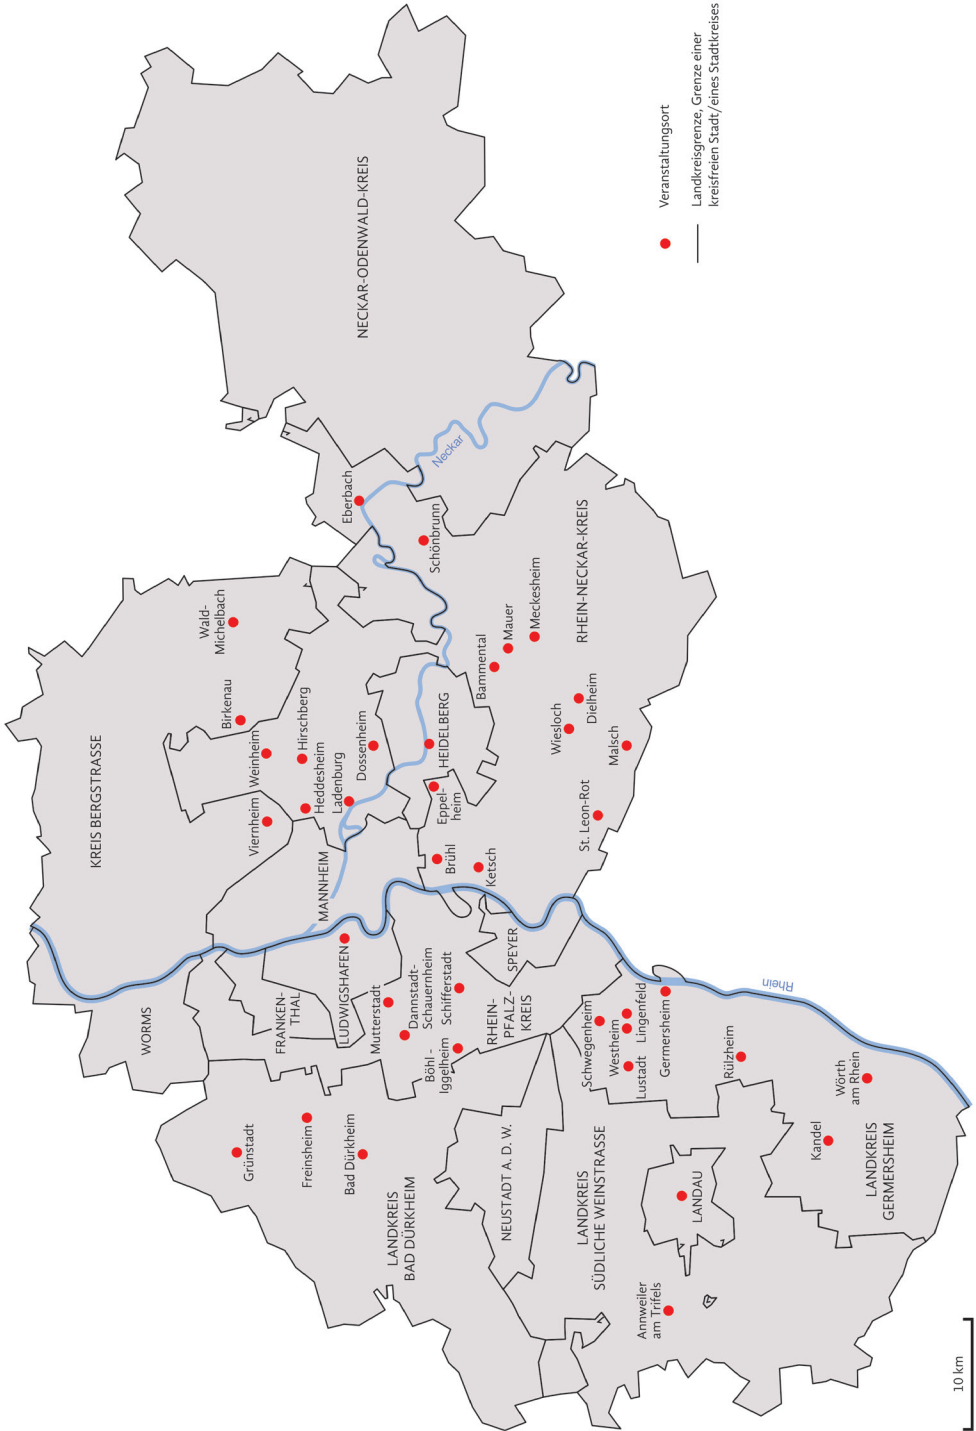 KREIS BERGSTRASSE
Wald-
Michelbach
Birkenau
Weinheim
Viernheim
Hirschberg
Heddesheim
Ladenburg
Dossenheim
MANNHEIM
HEIDELBERG
Eppel-
heim
Brühl
Ketsch
Eberbach
Schönbrunn
Neckar
NECKAR-ODENWALD-KREIS
Bammental
Mauer
Meckesheim
RHEIN-NECKAR-KREIS
Wiesloch
Dielheim
Malsch
St. Leon-Rot
WORMS
FRANKEN-
THAL
LUDWIGSHAFEN
Mutterstadt
Dannstadt-
Schauernheim
Schifferstadt
Böhl-
Iggelheim
RHEIN-
PFALZ-
KREIS
SPEYER
Grünstadt
Freinsheim
Bad Dürkheim
LANDKREIS
BAD DÜRKHEIM
NEUSTADT A. D. W.
LANDKREIS
SÜDLICHE WEINSTRASSE
LANDAU
Annweiler
am Trifels
Schwegenheim
Westheim
Lustadt
Lingenfeld
Germersheim
Rülzheim
Rhein
Wörth
am Rhein
Kandel
LANDKREIS
GERMERSHEIM
Veranstaltungsort
Landkreisgrenze, Grenze einer
kreisfreien Stadt/eines Stadtkreises
10 km